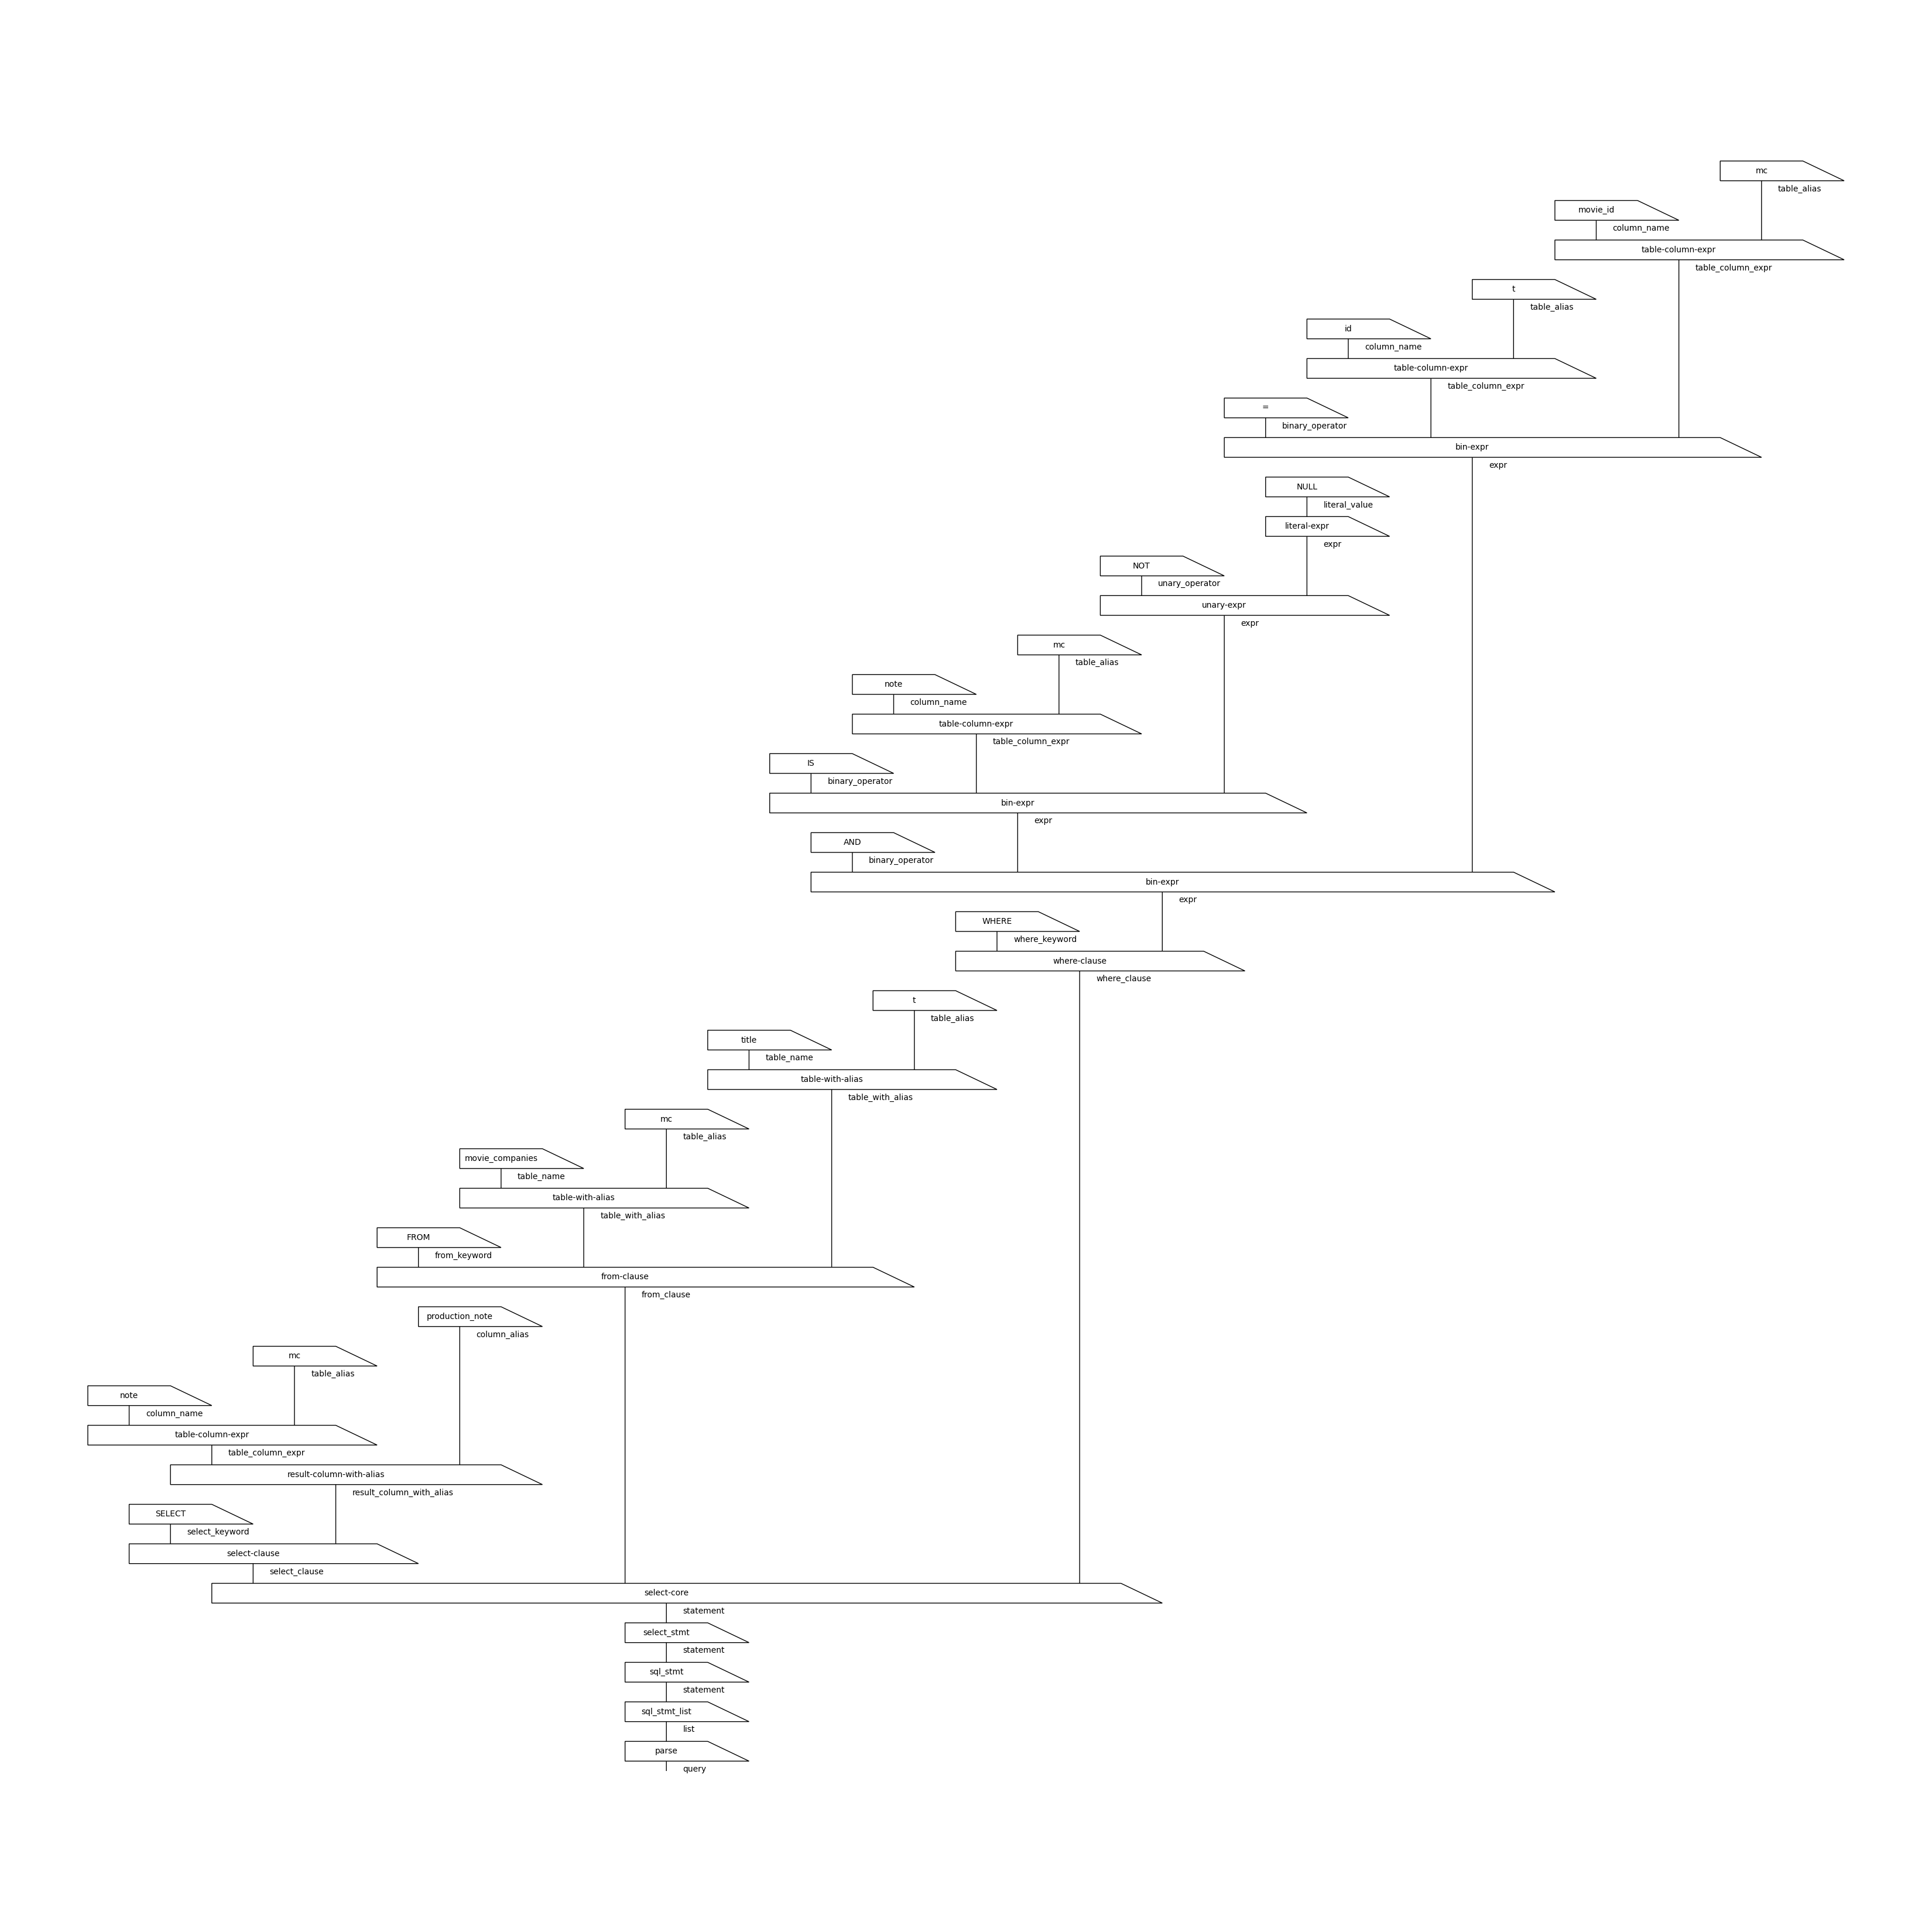 mc
table_alias
movie_id
column_name
table-column-expr
table_column_expr
t
table_alias
id
column_name
table-column-expr
table_column_expr
=
binary_operator
bin-expr
expr
NULL
literal_value
literal-expr
expr
NOT
unary_operator
unary-expr
expr
mc
table_alias
note
column_name
table-column-expr
table_column_expr
IS
binary_operator
bin-expr
expr
AND
binary_operator
bin-expr
expr
WHERE
where_keyword
where-clause
where_clause
t
table_alias
title
table_name
table-with-alias
table_with_alias
mc
table_alias
movie_companies
table_name
table-with-alias
table_with_alias
FROM
from_keyword
from-clause
from_clause
production_note
column_alias
mc
table_alias
note
column_name
table-column-expr
table_column_expr
result-column-with-alias
result_column_with_alias
SELECT
select_keyword
select-clause
select_clause
select-core
statement
select_stmt
statement
sql_stmt
statement
sql_stmt_list
list
parse
query